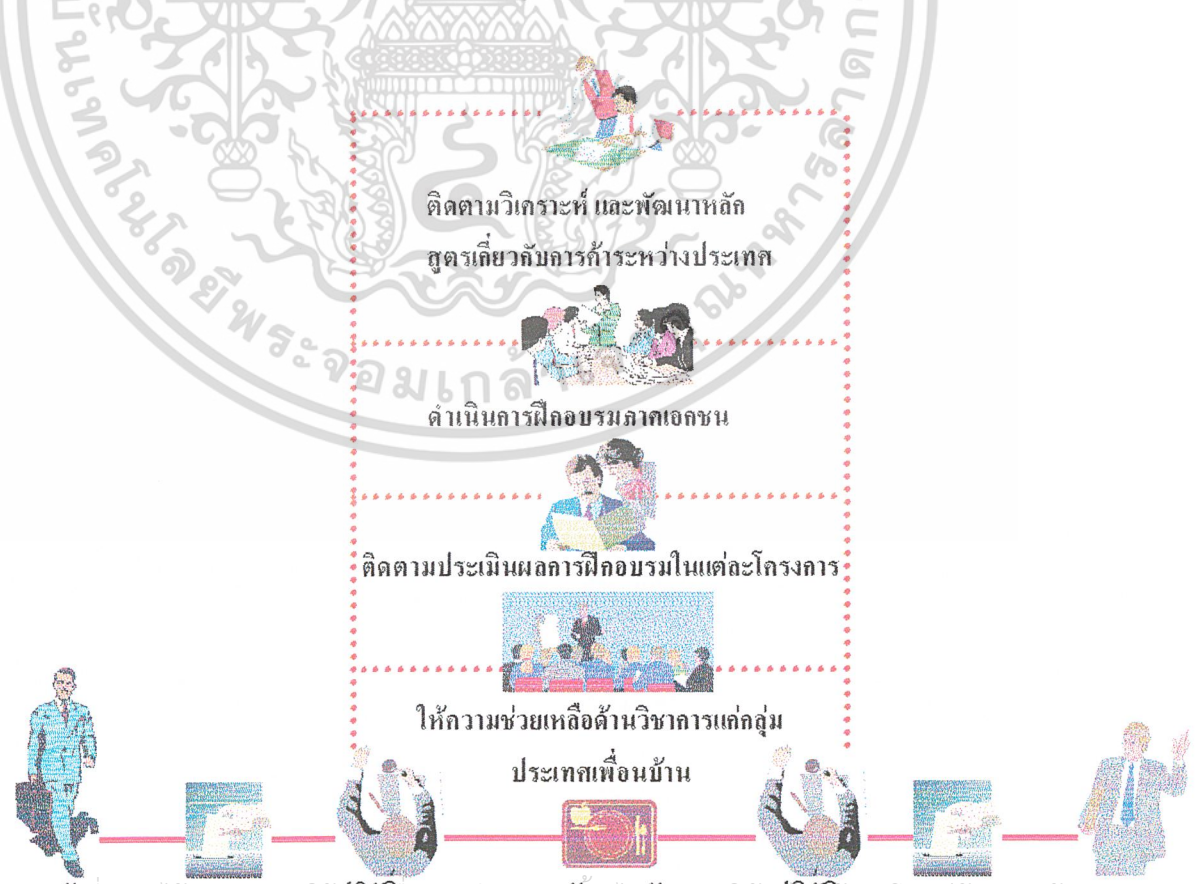 ติดตามวิเคราะห์ และพัฒนาหลัก
สูตรเกี่ยวกับการค้าระหว่างประเทศ
ดำเนินการฝึกอบรมภาคเอกชน
ติดตามประเมินผลการฝึกอบรมในแต่ละโครงการ
ให้ความช่วยเหลือด้านวิชาการแก่กลุ่ม
ประเทศเพื่อนบ้าน